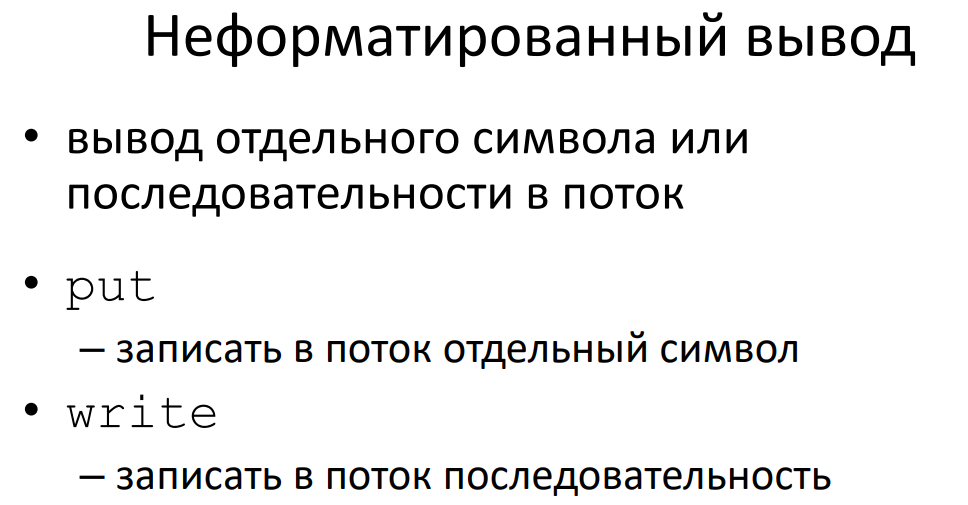 Неформатированный вывод
• вывод отдельного символа или
последовательности в поток
• put
– записать в поток отдельный символ
• write
– записать в поток последовательность